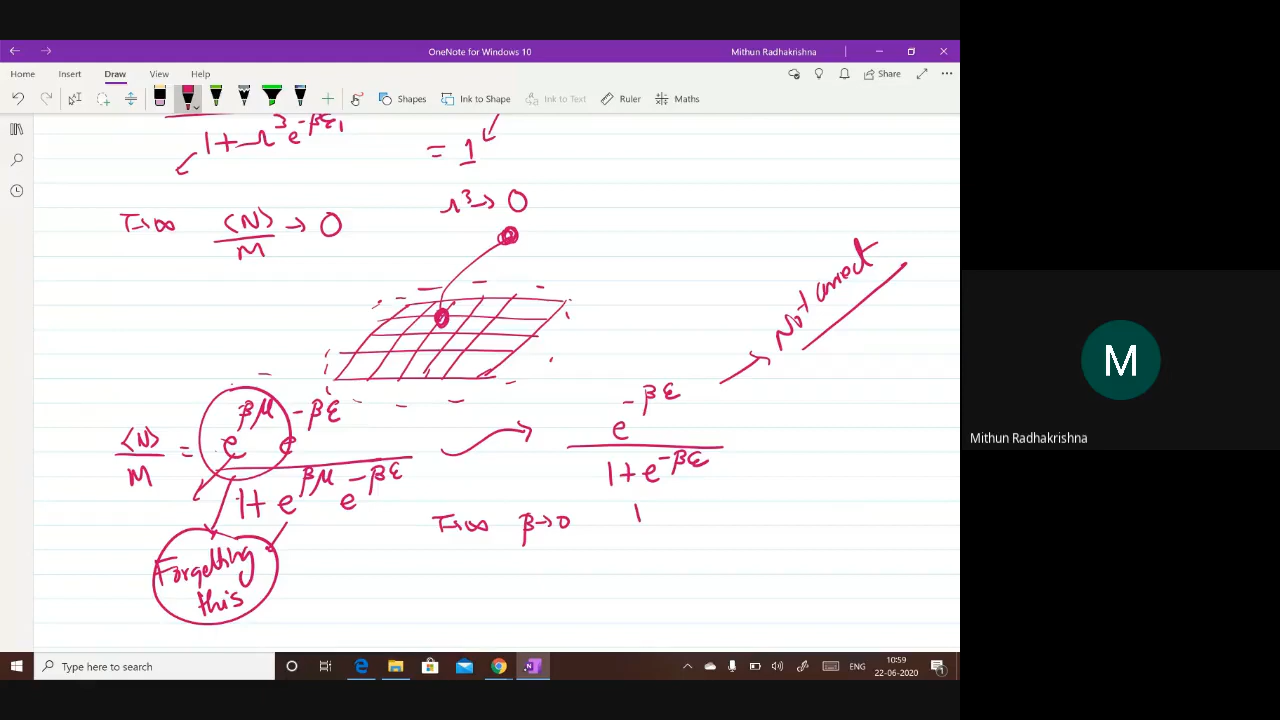 OneNote for Windows 10
Mithun Radhakrishna
Home Insert Draw View Help
Share
Shapes Ink to Shape Ink to Text Ruler Maths
1 + λ³ e^-βε₁
= 1
λ³ → 0
T→∞ <N>/M → 0
Not correct
<N>/M = e^βμ e^-βε / 1 + e^βμ e^-βε
e^-βε / 1 + e^-βε
T→∞ β→0 1
Forgetting
this
M
Mithun Radhakrishna
Type here to search
ENG
10:59
22-06-2020